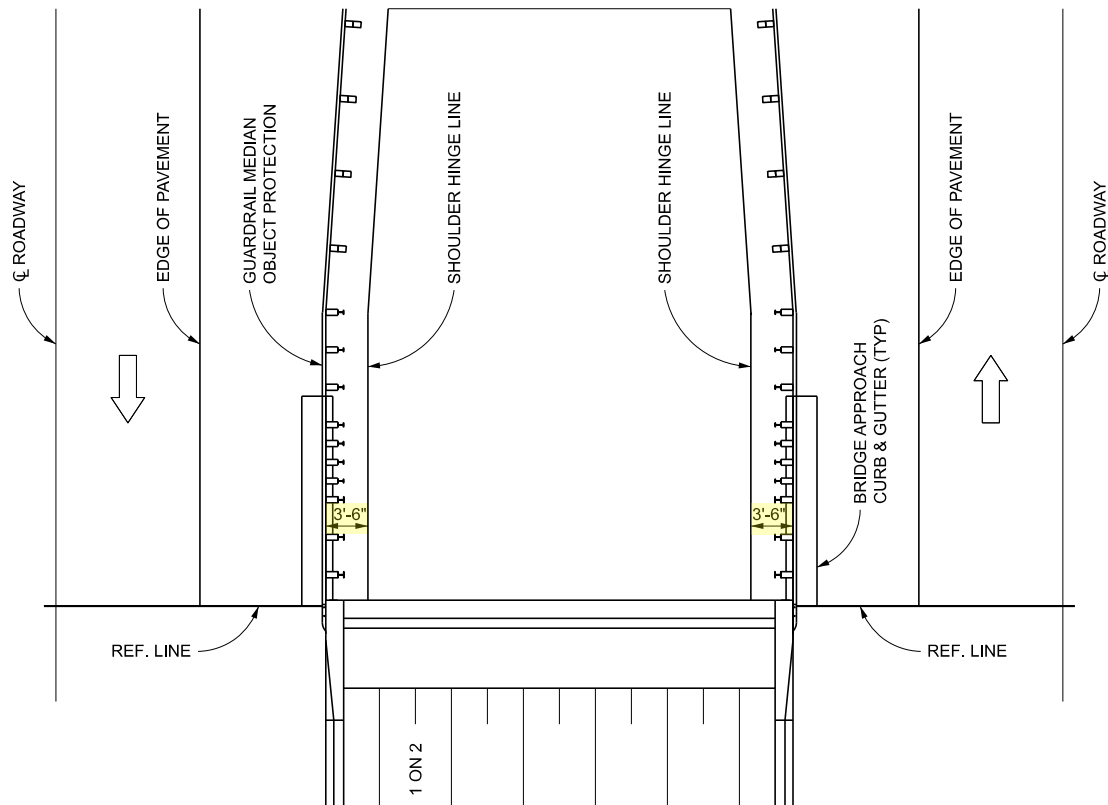 ℄ ROADWAY
EDGE OF PAVEMENT
GUARDRAIL MEDIAN
OBJECT PROTECTION
SHOULDER HINGE LINE
SHOULDER HINGE LINE
EDGE OF PAVEMENT
℄ ROADWAY
BRIDGE APPROACH
CURB & GUTTER (TYP)
3'-6"
3'-6"
REF. LINE
REF. LINE
1 ON 2